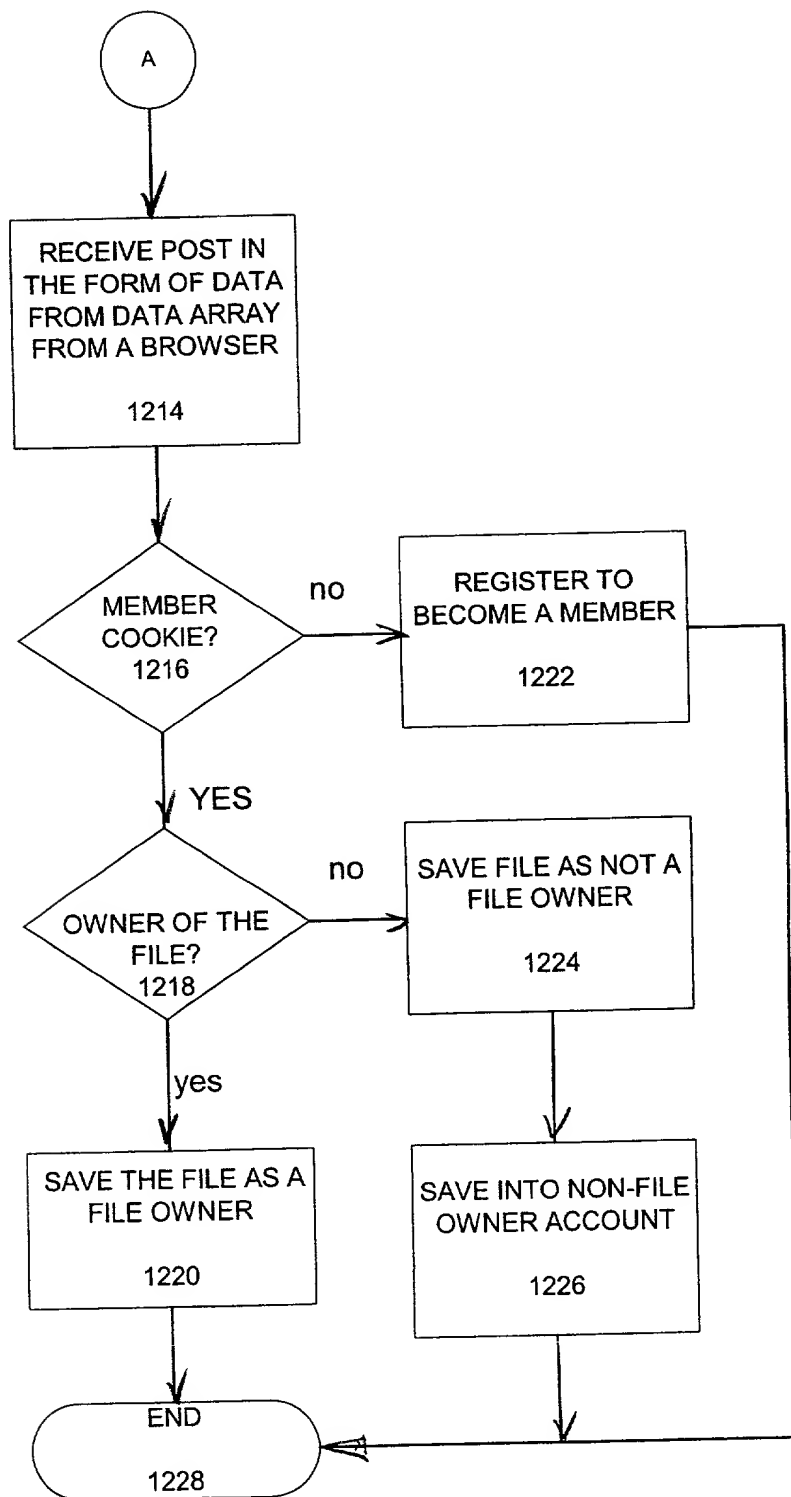 A
RECEIVE POST IN
THE FORM OF DATA
FROM DATA ARRAY
FROM A BROWSER
1214
MEMBER
COOKIE?
1216
no
REGISTER TO
BECOME A MEMBER
1222
YES
OWNER OF THE
FILE?
1218
no
SAVE FILE AS NOT A
FILE OWNER
1224
yes
SAVE THE FILE AS A
FILE OWNER
1220
SAVE INTO NON-FILE
OWNER ACCOUNT
1226
END
1228